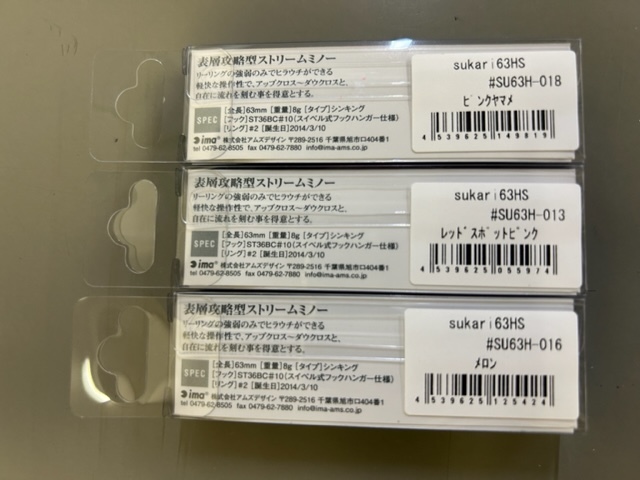 表層攻略型ストリームミノー
リーリングの強弱のみでヒラウチができる
軽快な操作性で、アップクロス〜ダウクロスと、
自在に流れを刻む事を得意とする。
SPEC
[全長]63mm [重量]8g [タイプ]シンキング
[フック]ST36BC#10(スイベル式フックハンガー仕様)
[リング]#2 [誕生日]2014/3/10
ima® 株式会社アムズデザイン 〒289-2516 千葉県旭市ロ404番1
tel 0479-62-8505 fax 0479-62-7880 info@ima-ams.co.jp
sukari63HS
#SU63H-018
ピンクヤマメ
4539625149819
表層攻略型ストリームミノー
リーリングの強弱のみでヒラウチができる
軽快な操作性で、アップクロス〜ダウクロスと、
自在に流れを刻む事を得意とする。
SPEC
[全長]63mm [重量]8g [タイプ]シンキング
[フック]ST36BC#10(スイベル式フックハンガー仕様)
[リング]#2 [誕生日]2014/3/10
ima® 株式会社アムズデザイン 〒289-2516 千葉県旭市ロ404番1
tel 0479-62-8505 fax 0479-62-7880 info@ima-ams.co.jp
sukari63HS
#SU63H-013
レッドスポットピンク
4539625055974
表層攻略型ストリームミノー
リーリングの強弱のみでヒラウチができる
軽快な操作性で、アップクロス〜ダウクロスと、
自在に流れを刻む事を得意とする。
SPEC
[全長]63mm [重量]8g [タイプ]シンキング
[フック]ST36BC#10(スイベル式フックハンガー仕様)
[リング]#2 [誕生日]2014/3/10
ima® 株式会社アムズデザイン 〒289-2516 千葉県旭市ロ404番1
tel 0479-62-8505 fax 0479-62-7880 info@ima-ams.co.jp
sukari63HS
#SU63H-016
メロン
4539625125424